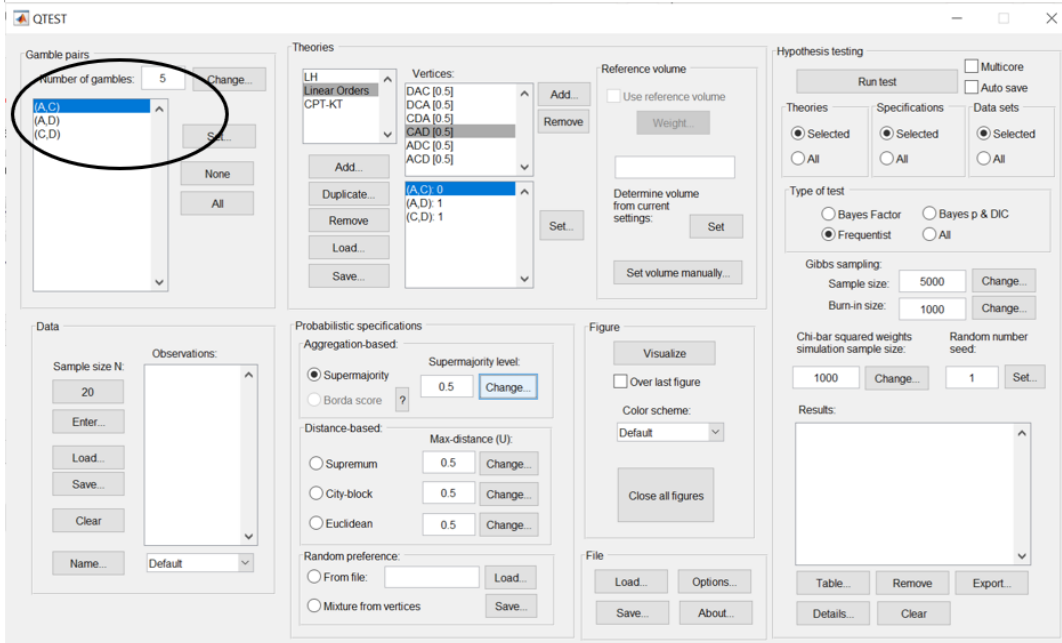 QTEST
Gamble pairs
Number of gambles: 5 Change...
(A,C)
(A,D)
(C,D)
Set...
None
All
Theories
LH
Linear Orders
CPT-KT
Add...
Duplicate...
Remove
Load...
Save...
Vertices:
DAC [0.5]
DCA [0.5]
CDA [0.5]
CAD [0.5]
ADC [0.5]
ACD [0.5]
Add...
Remove
(A,C): 0
(A,D): 1
(C,D): 1
Set...
Reference volume
Use reference volume
Weight...
Determine volume
from current
settings:
Set
Set volume manually...
Hypothesis testing
Run test
Multicore
Auto save
Theories
Selected
All
Specifications
Selected
All
Data sets
Selected
All
Type of test
Bayes Factor Bayes p & DIC
Frequentist All
Gibbs sampling:
Sample size: 5000 Change...
Burn-in size: 1000 Change...
Chi-bar squared weights
simulation sample size:
1000 Change...
Random number
seed:
1 Set...
Results:
Table... Remove Export...
Details... Clear
Data
Sample size N:
20
Enter...
Load...
Save...
Clear
Name... Default
Observations:
Probabilistic specifications
Aggregation-based:
Supermajority level:
Supermajority 0.5 Change...
Borda score ?
Distance-based:
Max-distance (U):
Supremum 0.5 Change...
City-block 0.5 Change...
Euclidean 0.5 Change...
Random preference:
From file: Load...
Mixture from vertices Save...
Figure
Visualize
Over last figure
Color scheme:
Default
Close all figures
File
Load... Options...
Save... About...